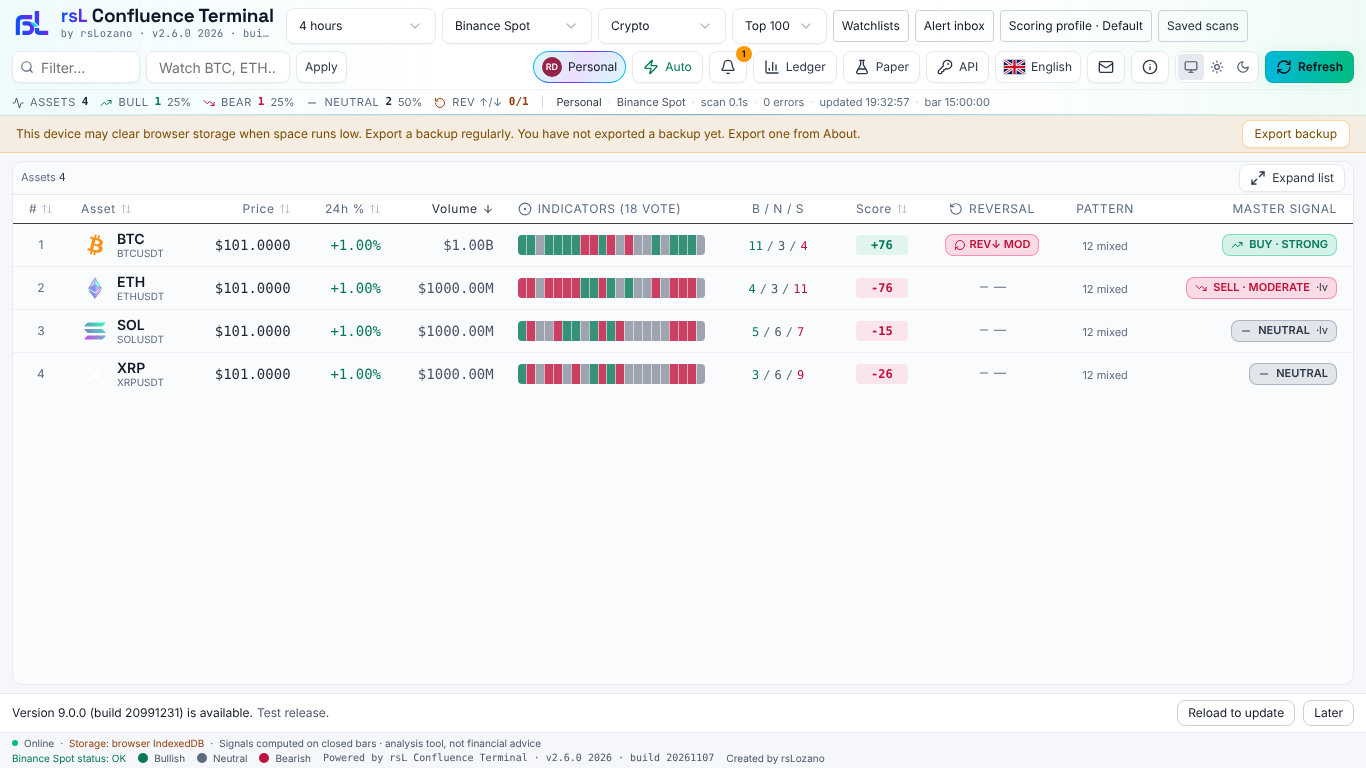 rsL Confluence Terminal
by rsLozano · v2.6.0 2026 · bui…
4 hours
Binance Spot
Crypto
Top 100
Watchlists
Alert inbox
Scoring profile · Default
Saved scans
Filter...
Watch BTC, ETH..
Apply
RD Personal
Auto
1
Ledger
Paper
API
English
Refresh
ASSETS 4 BULL 1 25% BEAR 1 25% NEUTRAL 2 50% REV ↑/↓ 0/1 Personal · Binance Spot · scan 0.1s · 0 errors · updated 19:32:57 · bar 15:00:00
This device may clear browser storage when space runs low. Export a backup regularly. You have not exported a backup yet. Export one from About.
Export backup
Assets 4
Expand list
# Asset Price 24h % Volume ↓ INDICATORS (18 VOTE) B / N / S Score REVERSAL PATTERN MASTER SIGNAL
1 BTC BTCUSDT $101.0000 +1.00% $1.00B 11 / 3 / 4 +76 REV↓ MOD 12 mixed BUY · STRONG
2 ETH ETHUSDT $101.0000 +1.00% $1000.00M 4 / 3 / 11 -76 — — 12 mixed SELL · MODERATE ·lv
3 SOL SOLUSDT $101.0000 +1.00% $1000.00M 5 / 6 / 7 -15 — — 12 mixed — NEUTRAL ·lv
4 XRP XRPUSDT $101.0000 +1.00% $1000.00M 3 / 6 / 9 -26 — — 12 mixed — NEUTRAL
Version 9.0.0 (build 20991231) is available. Test release.
Reload to update
Later
Online · Storage: browser IndexedDB · Signals computed on closed bars · analysis tool, not financial advice
Binance Spot status: OK Bullish Neutral Bearish Powered by rsL Confluence Terminal · v2.6.0 2026 · build 20261107 Created by rsLozano